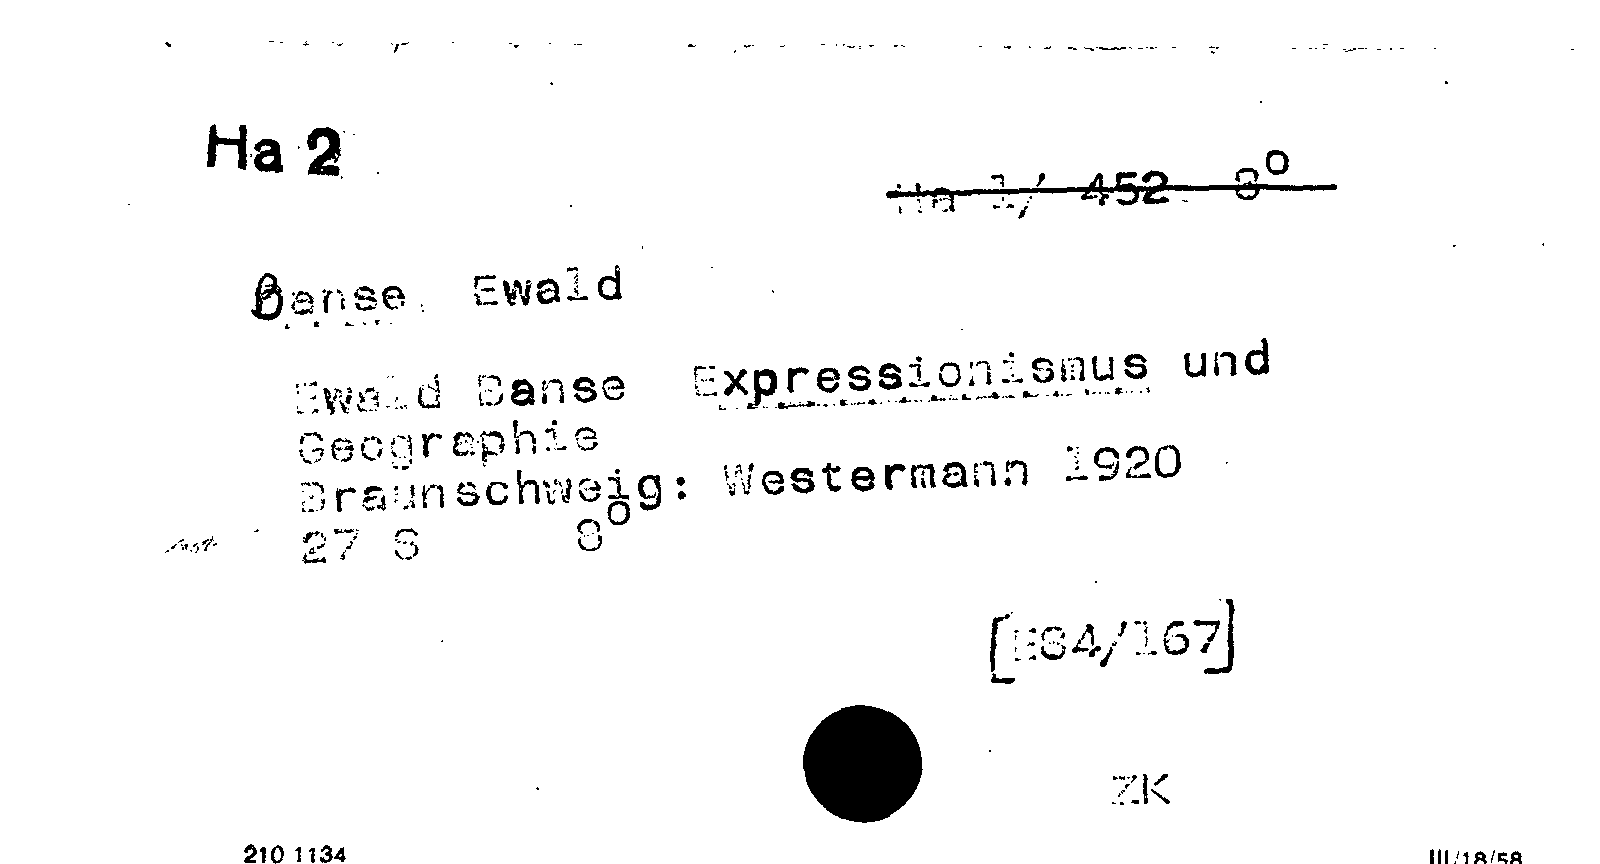 Ha 2
Ha 1/ 452 8°
Banse, Ewald
Ewald Banse Expressionismus und
Geographie
Braunschweig: Westermann 1920
27 S 8°
[H84/167]
ZK
210 1134
III/18/58